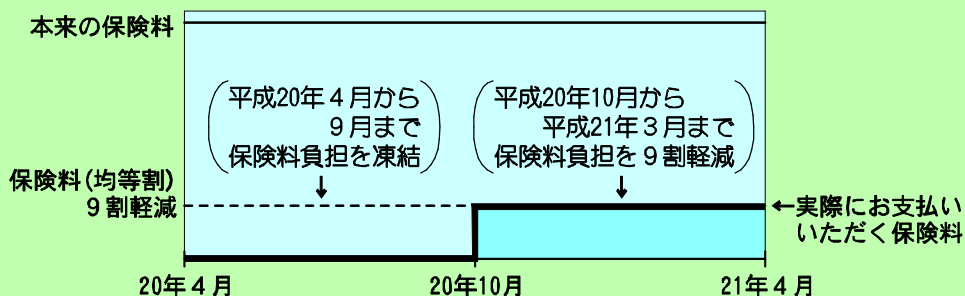 本来の保険料
平成20年4月から
9月まで
保険料負担を凍結
↓
平成20年10月から
平成21年3月まで
保険料負担を9割軽減
↓
保険料(均等割)
9割軽減
←実際にお支払い
いただく保険料
20年4月
20年10月
21年4月